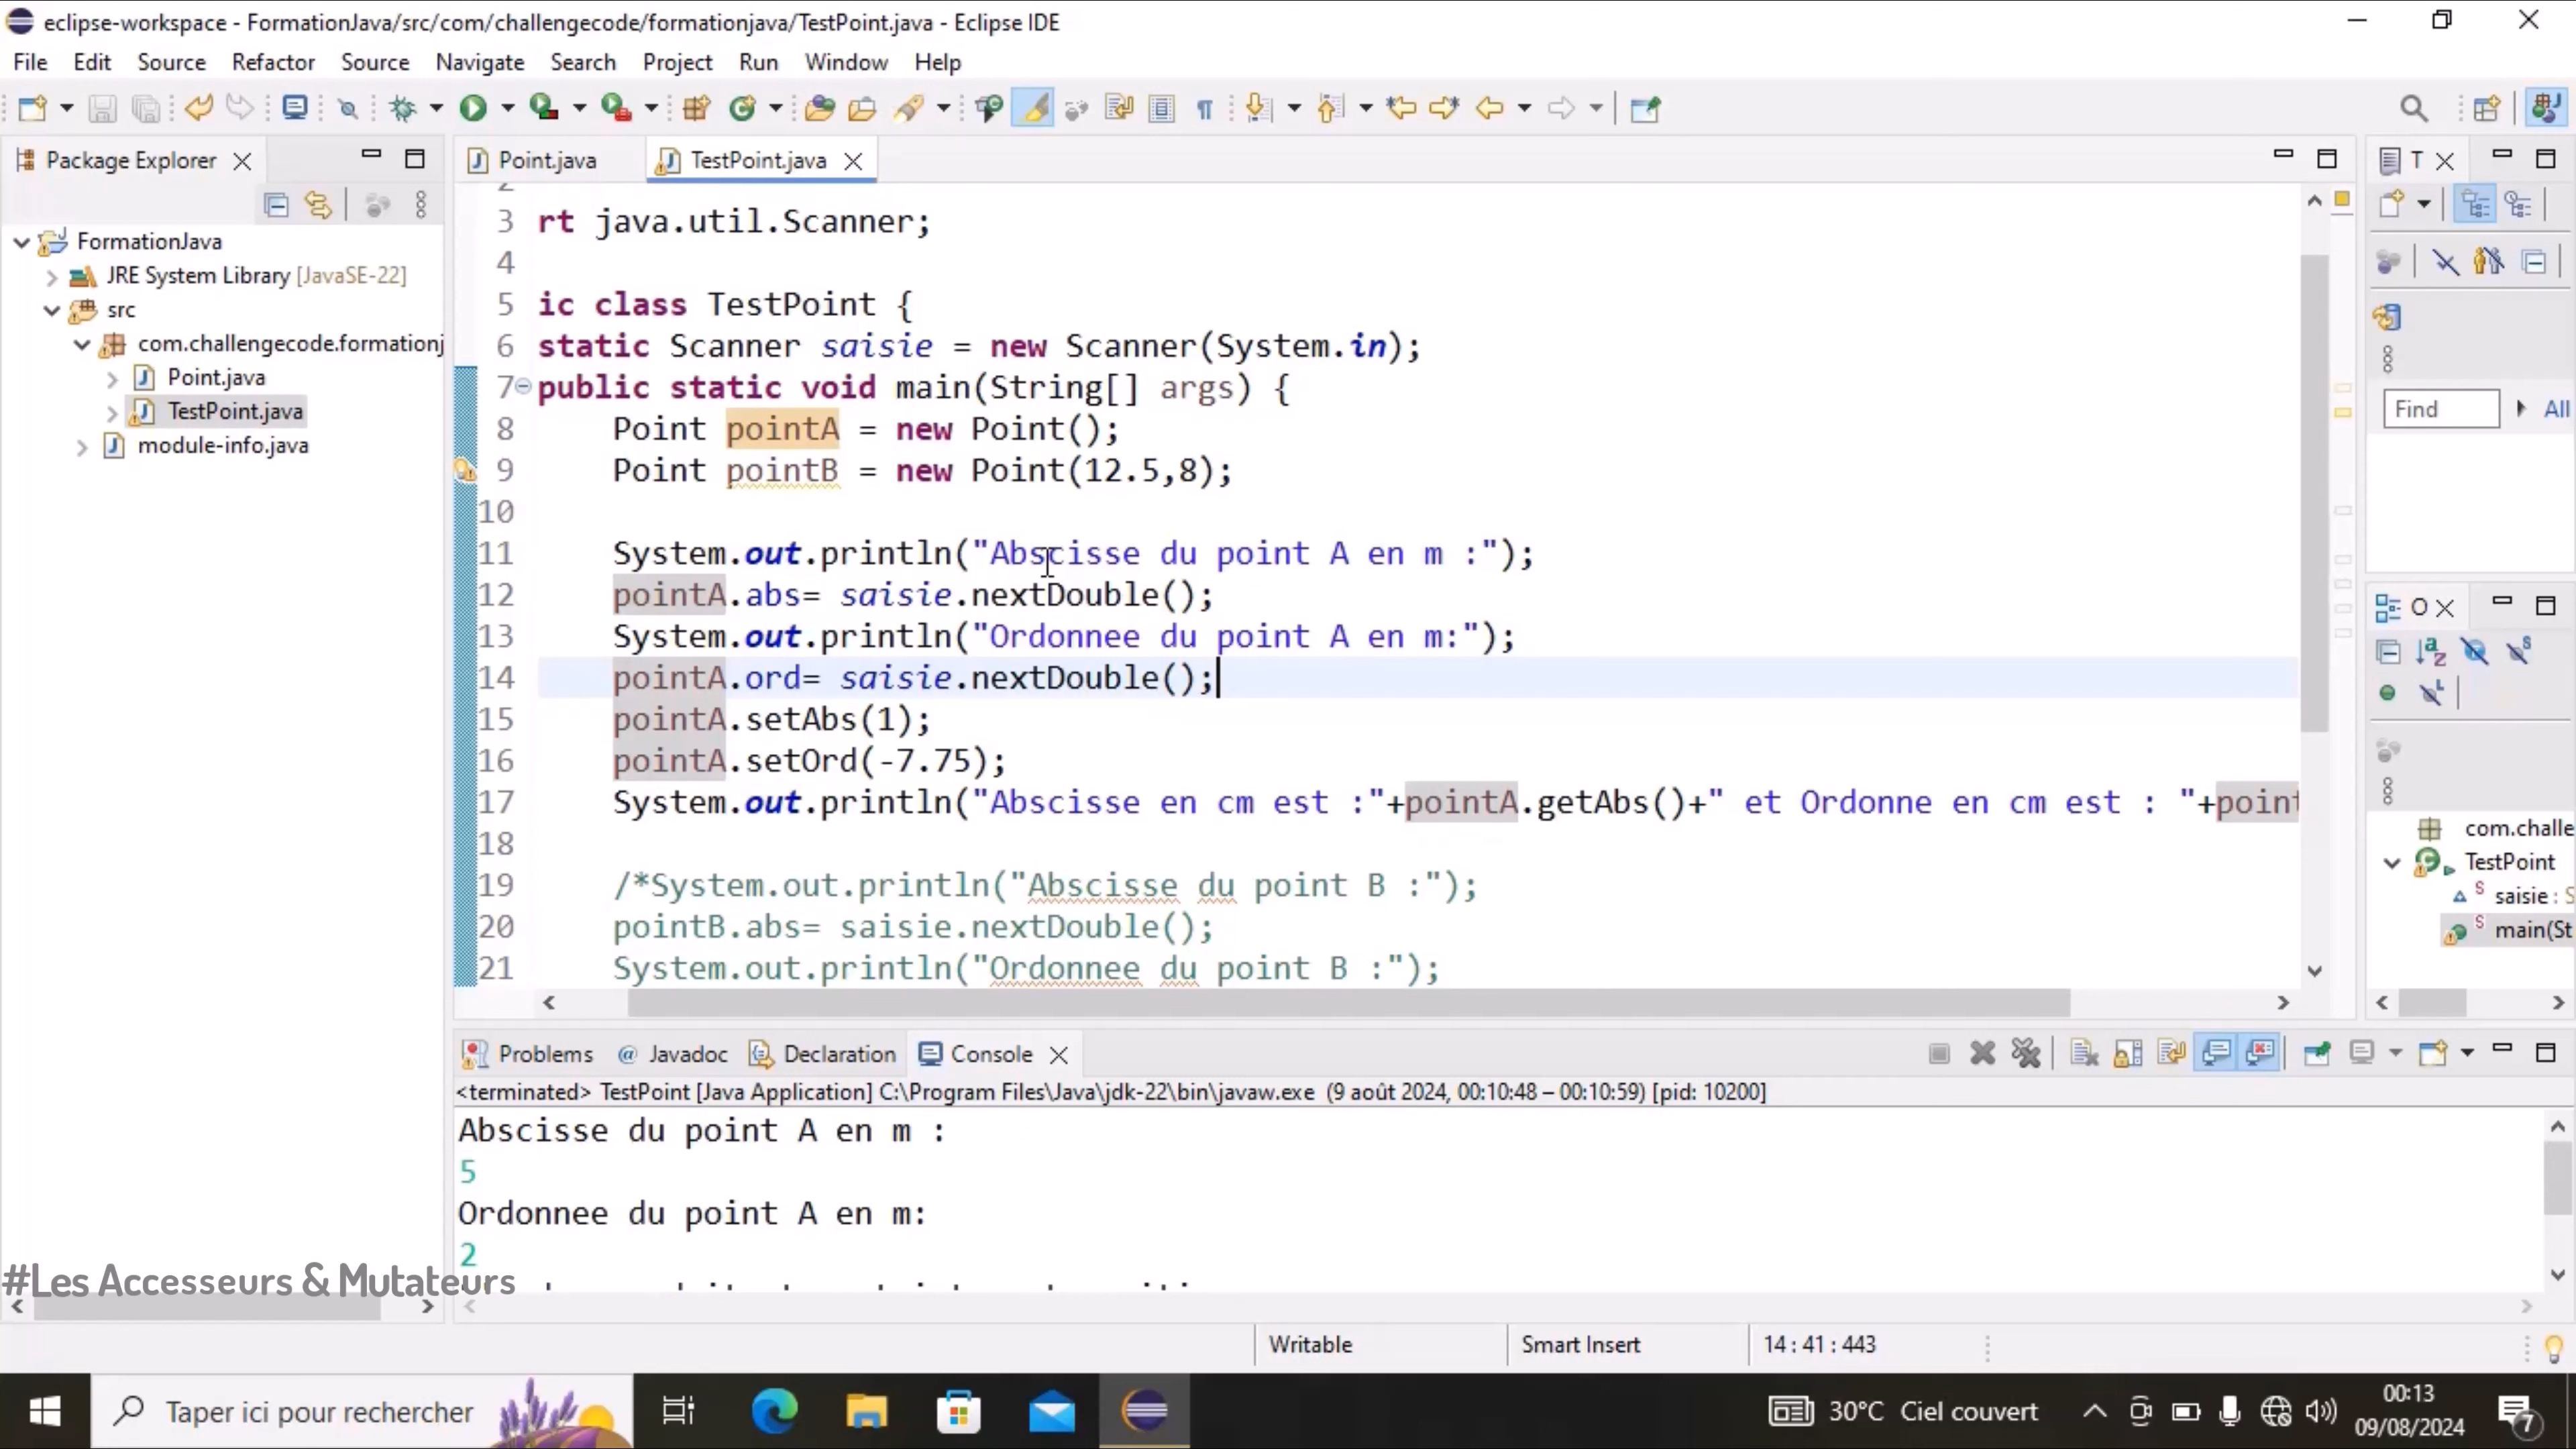 eclipse-workspace - FormationJava/src/com/challengecode/formationjava/TestPoint.java - Eclipse IDE
File Edit Source Refactor Source Navigate Search Project Run Window Help
Package Explorer
Point.java
TestPoint.java
T
FormationJava
JRE System Library [JavaSE-22]
src
com.challengecode.formationj
Point.java
TestPoint.java
module-info.java
2
3 rt java.util.Scanner;
4
5 ic class TestPoint {
6 static Scanner saisie = new Scanner(System.in);
7 public static void main(String[] args) {
8 Point pointA = new Point();
9 Point pointB = new Point(12.5,8);
10
11 System.out.println("Abscisse du point A en m :");
12 pointA.abs= saisie.nextDouble();
13 System.out.println("Ordonnee du point A en m:");
14 pointA.ord= saisie.nextDouble();
15 pointA.setAbs(1);
16 pointA.setOrd(-7.75);
17 System.out.println("Abscisse en cm est :"+pointA.getAbs()+" et Ordonne en cm est : "+point
18
19 /*System.out.println("Abscisse du point B :");
20 pointB.abs= saisie.nextDouble();
21 System.out.println("Ordonnee du point B :");
Find
All
O
com.challe
TestPoint
saisie : S
main(St
Problems
Javadoc
Declaration
Console
<terminated> TestPoint [Java Application] C:\Program Files\Java\jdk-22\bin\javaw.exe (9 août 2024, 00:10:48 – 00:10:59) [pid: 10200]
Abscisse du point A en m :
5
Ordonnee du point A en m:
2
#Les Accesseurs & Mutateurs
Writable
Smart Insert
14 : 41 : 443
Taper ici pour rechercher
30°C Ciel couvert
00:13
09/08/2024
7